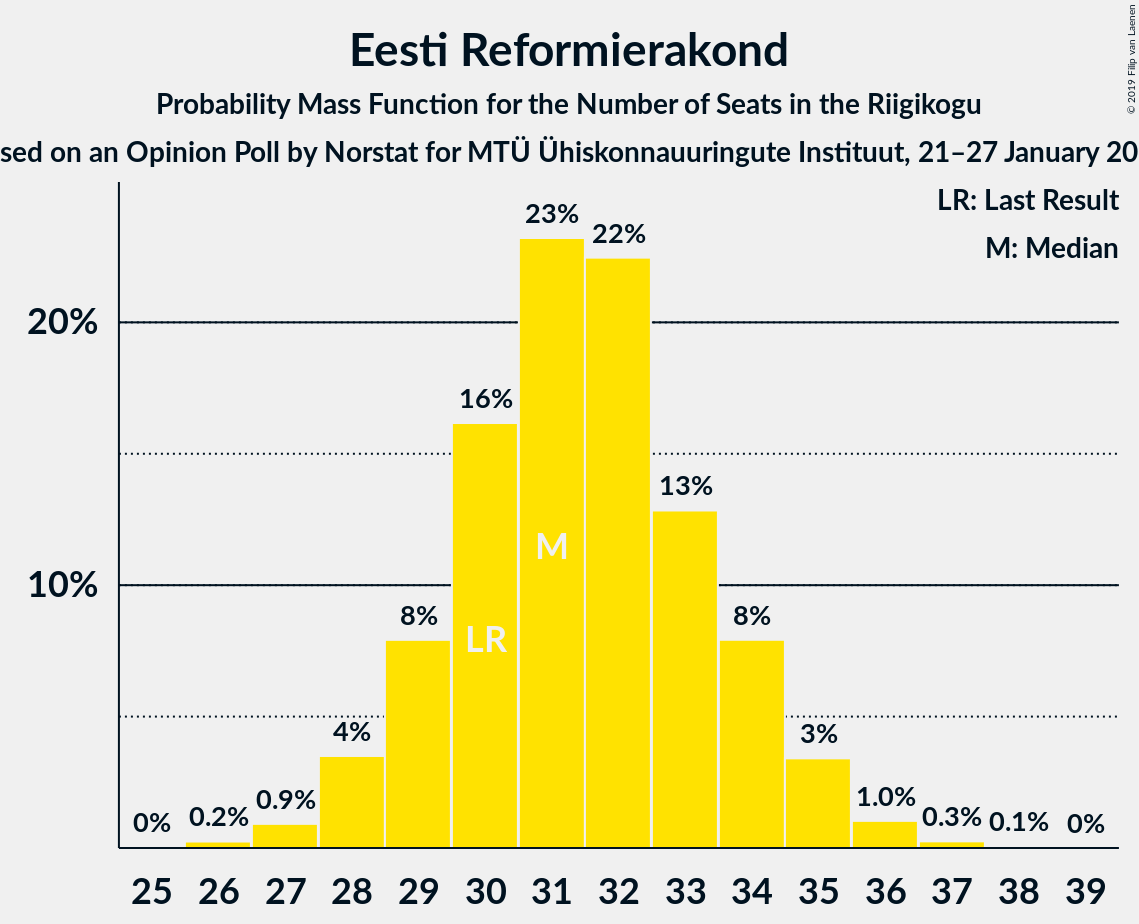 Eesti Reformierakond
Probability Mass Function for the Number of Seats in the Riigikogu
sed on an Opinion Poll by Norstat for MTÜ Ühiskonnauuringute Instituut, 21–27 January 20
© 2019 Filip van Laenen
LR: Last Result
M: Median
23%
22%
20%
16%
13%
M
10%
8%
8%
LR
4%
3%
0%
0.2%
0.9%
1.0%
0.3%
0.1%
0%
25 26 27 28 29 30 31 32 33 34 35 36 37 38 39